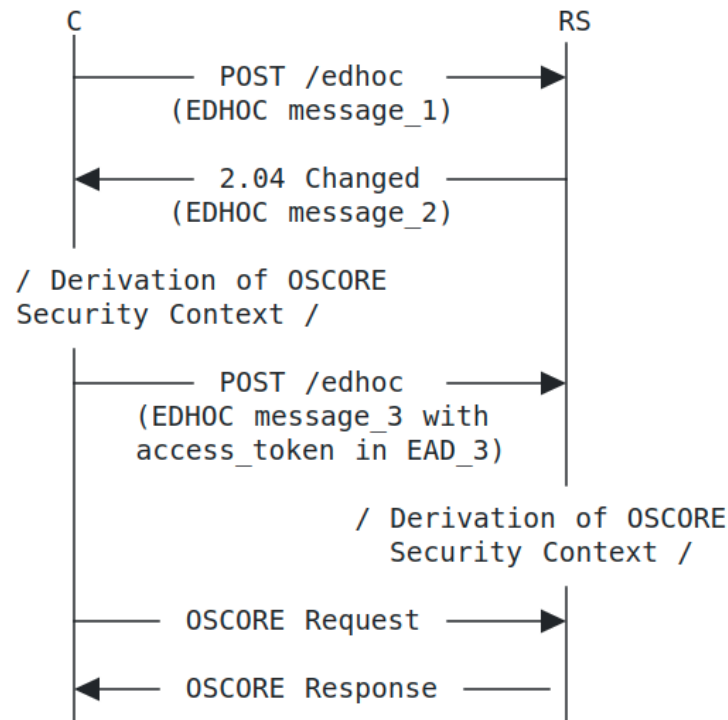 C RS
POST /edhoc
(EDHOC message_1)
2.04 Changed
(EDHOC message_2)
/ Derivation of OSCORE
Security Context /
POST /edhoc
(EDHOC message_3 with
access_token in EAD_3)
/ Derivation of OSCORE
Security Context /
OSCORE Request
OSCORE Response